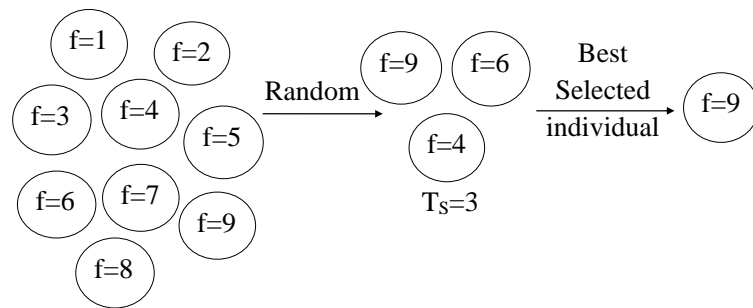 f=1
f=2
f=3
f=4
f=5
f=6
f=7
f=9
f=8
Random
f=9
f=6
f=4
TS=3
Best
Selected
individual
f=9